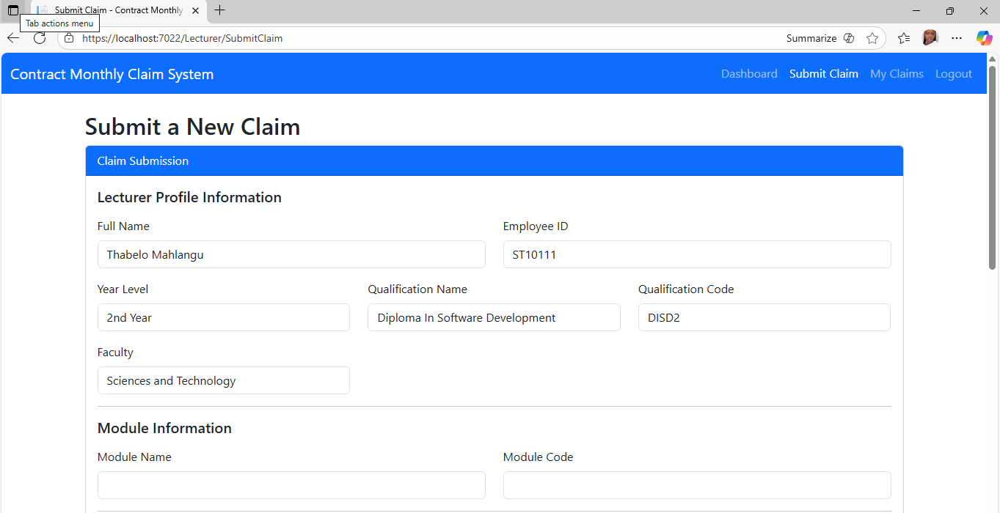 Submit Claim - Contract Monthly
Tab actions menu
https://localhost:7022/Lecturer/SubmitClaim
Summarize
Contract Monthly Claim System
Dashboard Submit Claim My Claims Logout
Submit a New Claim
Claim Submission
Lecturer Profile Information
Full Name Employee ID
Thabelo Mahlangu ST10111
Year Level Qualification Name Qualification Code
2nd Year Diploma In Software Development DISD2
Faculty
Sciences and Technology
Module Information
Module Name Module Code